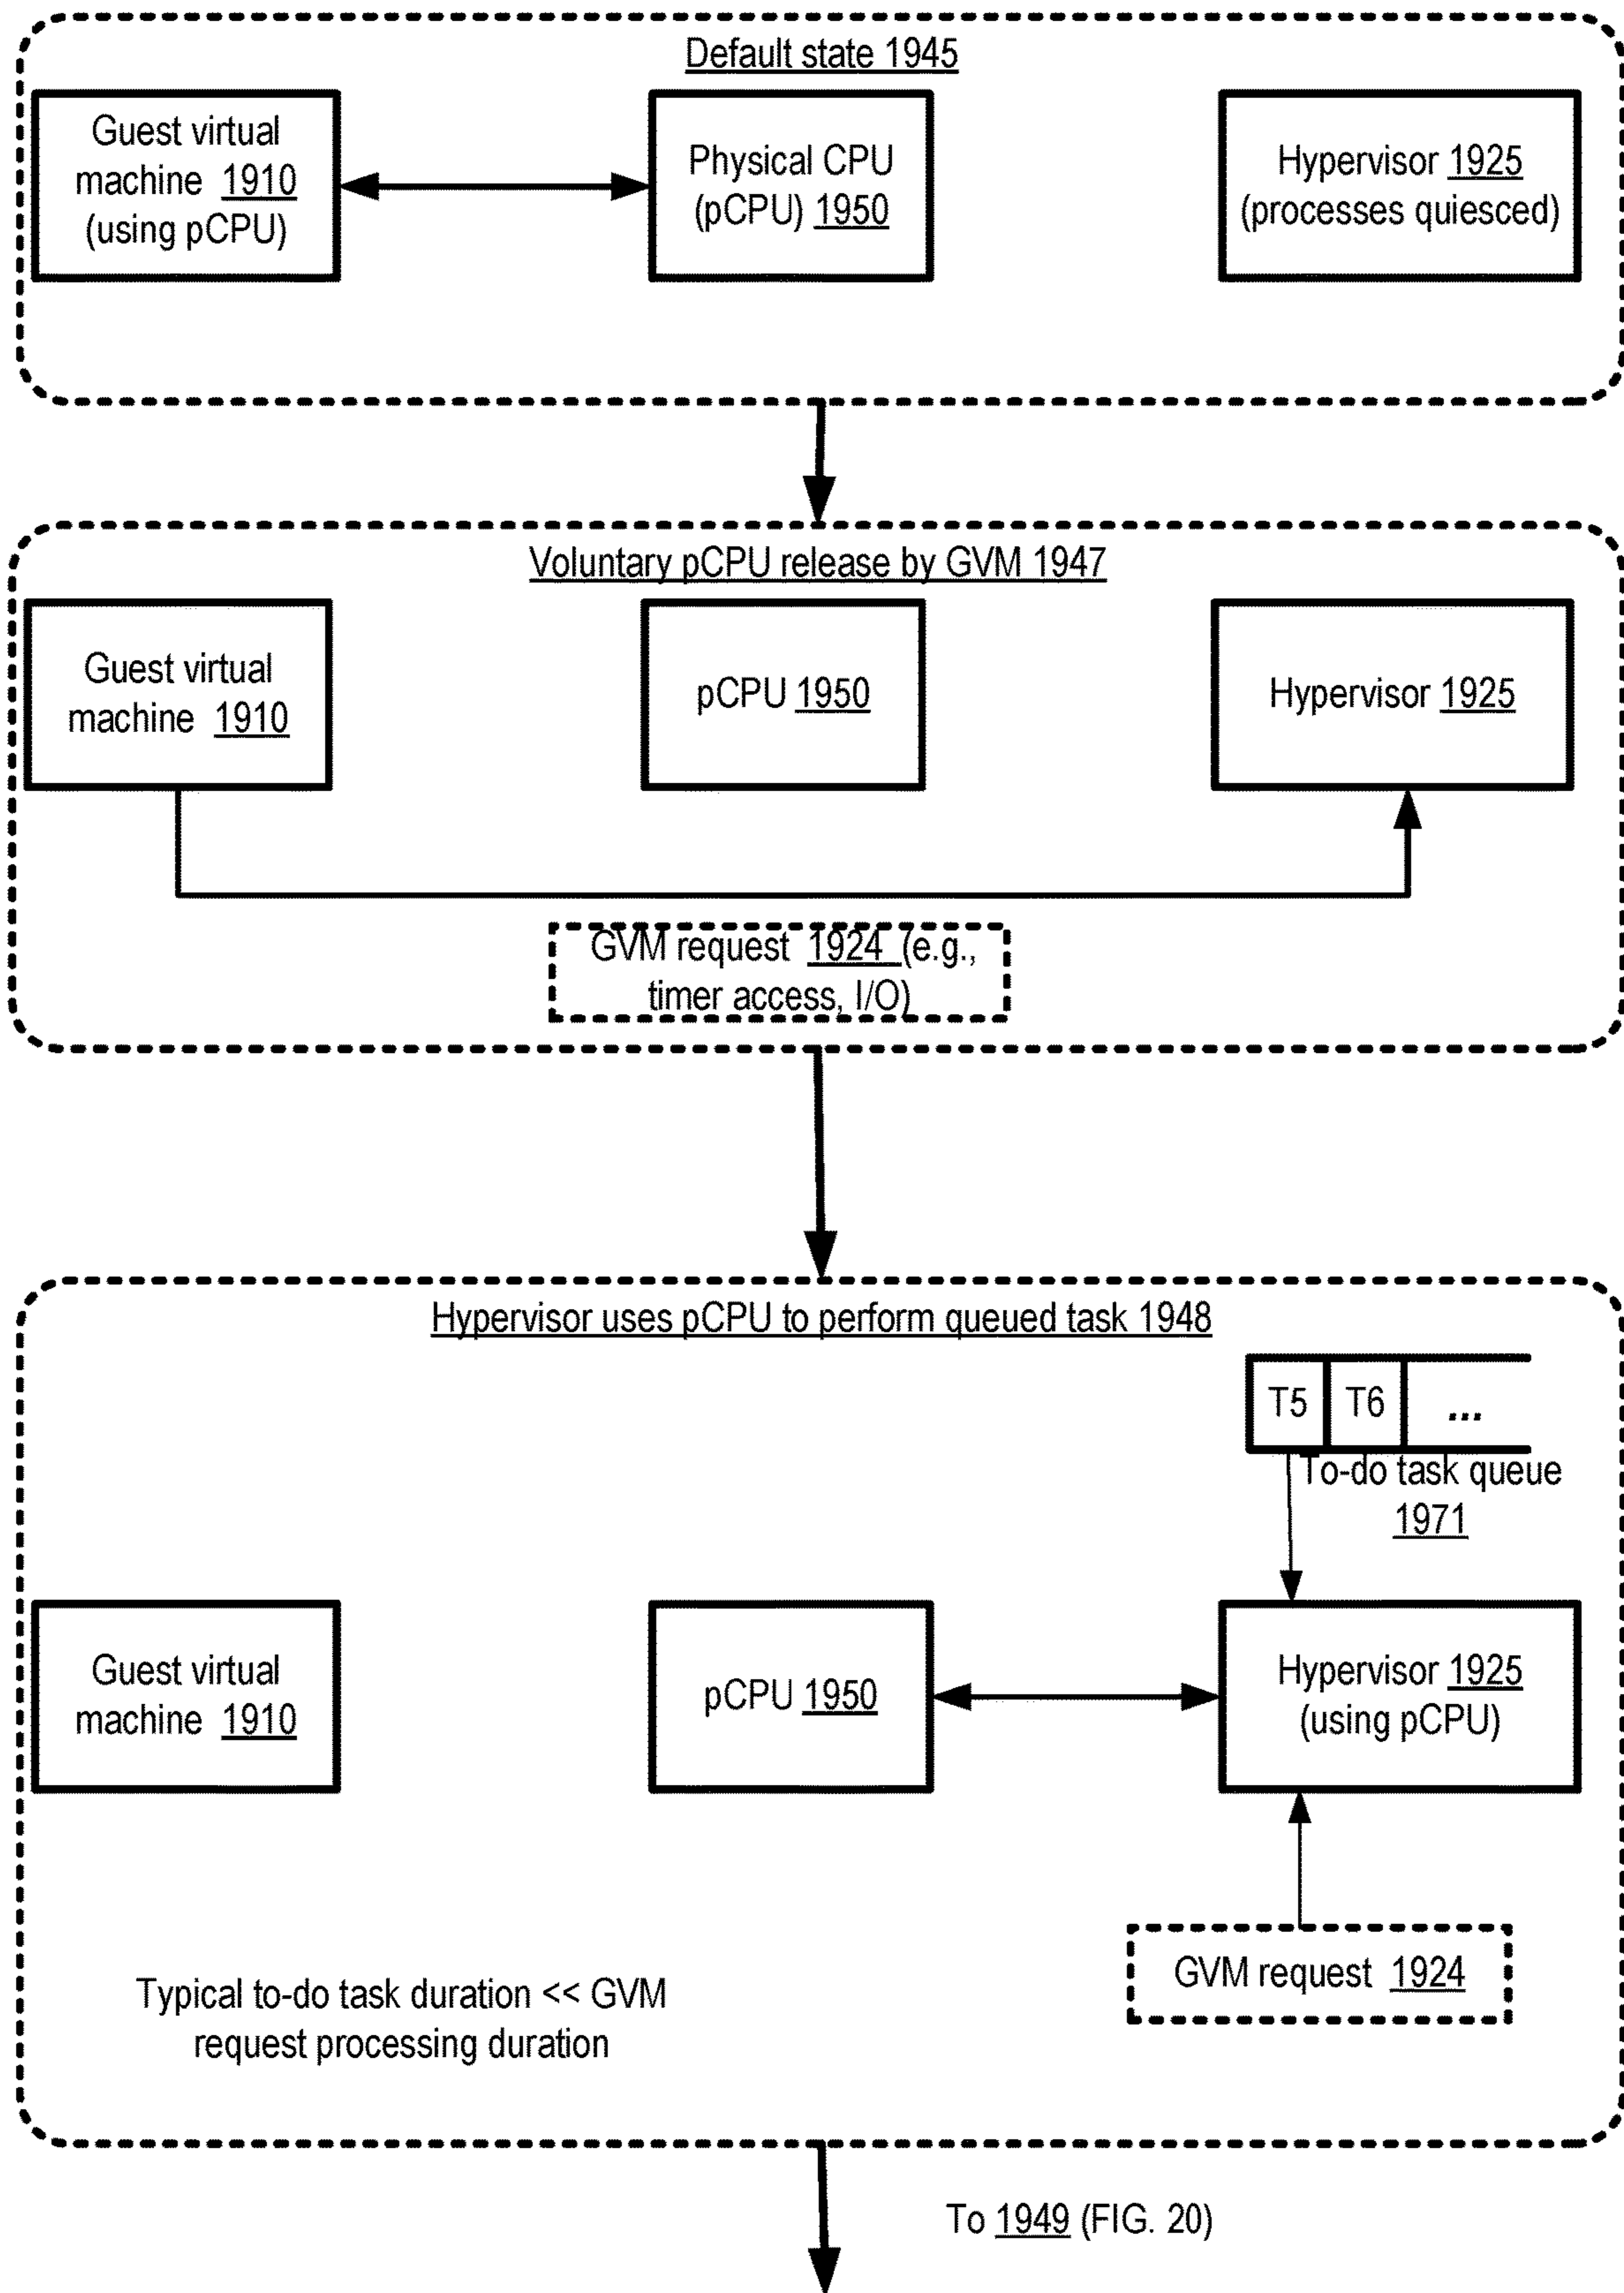 Default state 1945
Guest virtual
machine 1910
(using pCPU)
Physical CPU
(pCPU) 1950
Hypervisor 1925
(processes quiesced)
Voluntary pCPU release by GVM 1947
Guest virtual
machine 1910
pCPU 1950
Hypervisor 1925
GVM request 1924 (e.g.,
timer access, I/O)
Hypervisor uses pCPU to perform queued task 1948
T5 T6 ...
To-do task queue
1971
Guest virtual
machine 1910
pCPU 1950
Hypervisor 1925
(using pCPU)
GVM request 1924
Typical to-do task duration << GVM
request processing duration
To 1949 (FIG. 20)